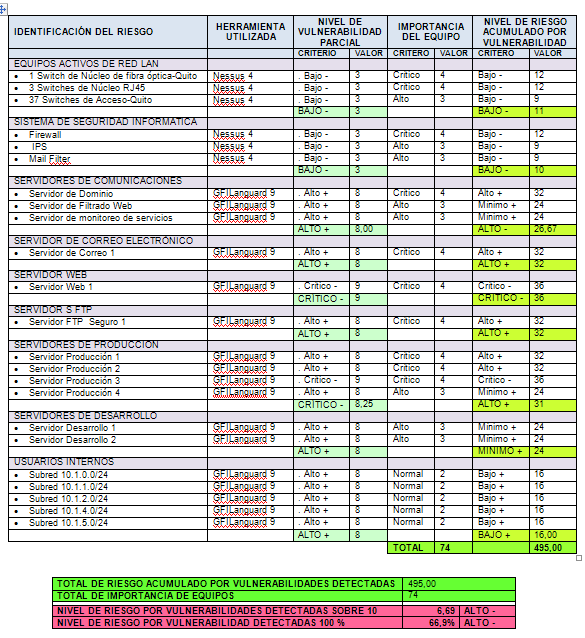 IDENTIFICACIÓN DEL RIESGO HERRAMIENTA UTILIZADA NIVEL DE VULNERABILIDAD PARCIAL IMPORTANCIA DEL EQUIPO NIVEL DE RIESGO ACUMULADO POR VULNERABILIDAD
CRITERIO VALOR CRITERO VALOR CRITERIO VALOR
EQUIPOS ACTIVOS DE RED LAN
• 1 Switch de Núcleo de fibra óptica-Quito Nessus 4 . Bajo - 3 Crítico 4 Bajo - 12
• 3 Switches de Núcleo RJ45 Nessus 4 . Bajo - 3 Crítico 4 Bajo - 12
• 37 Switches de Acceso-Quito Nessus 4 . Bajo - 3 Alto 3 Bajo - 9
BAJO - 3 BAJO - 11
SISTEMA DE SEGURIDAD INFORMATICA
• Firewall Nessus 4 . Bajo - 3 Crítico 4 Bajo - 12
• IPS Nessus 4 . Bajo - 3 Alto 3 Bajo - 9
• Mail Filter Nessus 4 . Bajo - 3 Alto 3 Bajo - 9
BAJO - 3 BAJO - 10
SERVIDORES DE COMUNICACIONES
• Servidor de Dominio GFILanguard 9 . Alto + 8 Crítico 4 Alto + 32
• Servidor de Filtrado Web GFILanguard 9 . Alto + 8 Alto 3 Mínimo + 24
• Servidor de monitoreo de servicios GFILanguard 9 . Alto + 8 Alto 3 Mínimo + 24
ALTO + 8,00 ALTO - 26,67
SERVIDOR DE CORREO ELECTRÓNICO
• Servidor de Correo 1 GFILanguard 9 . Alto + 8 Crítico 4 Alto + 32
ALTO + 8 ALTO + 32
SERVIDOR WEB
• Servidor Web 1 GFILanguard 9 . Crítico - 9 Crítico 4 Crítico - 36
CRÍTICO - 9 CRÍTICO - 36
SERVIDOR S FTP
• Servidor FTP Seguro 1 GFILanguard 9 . Alto + 8 Crítico 4 Alto + 32
ALTO + 8 ALTO + 32
SERVIDORES DE PRODUCCIÓN
• Servidor Producción 1 GFILanguard 9 . Alto + 8 Crítico 4 Alto + 32
• Servidor Producción 2 GFILanguard 9 . Alto + 8 Crítico 4 Alto + 32
• Servidor Producción 3 GFILanguard 9 . Crítico - 9 Crítico 4 Crítico - 36
• Servidor Producción 4 GFILanguard 9 . Alto + 8 Alto 3 Mínimo + 24
CRÍTICO - 8,25 ALTO + 31
SERVIDORES DE DESARROLLO
• Servidor Desarrollo 1 GFILanguard 9 . Alto + 8 Alto 3 Mínimo + 24
• Servidor Desarrollo 2 GFILanguard 9 . Alto + 8 Alto 3 Mínimo + 24
ALTO + 8 MÍNIMO + 24
USUARIOS INTERNOS
• Subred 10.1.0.0/24 GFILanguard 9 . Alto + 8 Normal 2 Bajo + 16
• Subred 10.1.1.0/24 GFILanguard 9 . Alto + 8 Normal 2 Bajo + 16
• Subred 10.1.2.0/24 GFILanguard 9 . Alto + 8 Normal 2 Bajo + 16
• Subred 10.1.4.0/24 GFILanguard 9 . Alto + 8 Normal 2 Bajo + 16
• Subred 10.1.5.0/24 GFILanguard 9 . Alto + 8 Normal 2 Bajo + 16
ALTO + 8 BAJO + 16,00
TOTAL 74 495,00
TOTAL DE RIESGO ACUMULADO POR VULNERABILIDADES DETECTADAS 495,00
TOTAL DE IMPORTANCIA DE EQUIPOS 74
NIVEL DE RIESGO POR VULNERABILIDADES DETECTADAS SOBRE 10 6,69 ALTO -
NIVEL DE RIESGO POR VULNERABILIDADES DETECTADAS 100 % 66,9% ALTO -